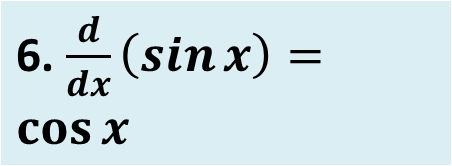 6. d/dx (sin x) =
cos x